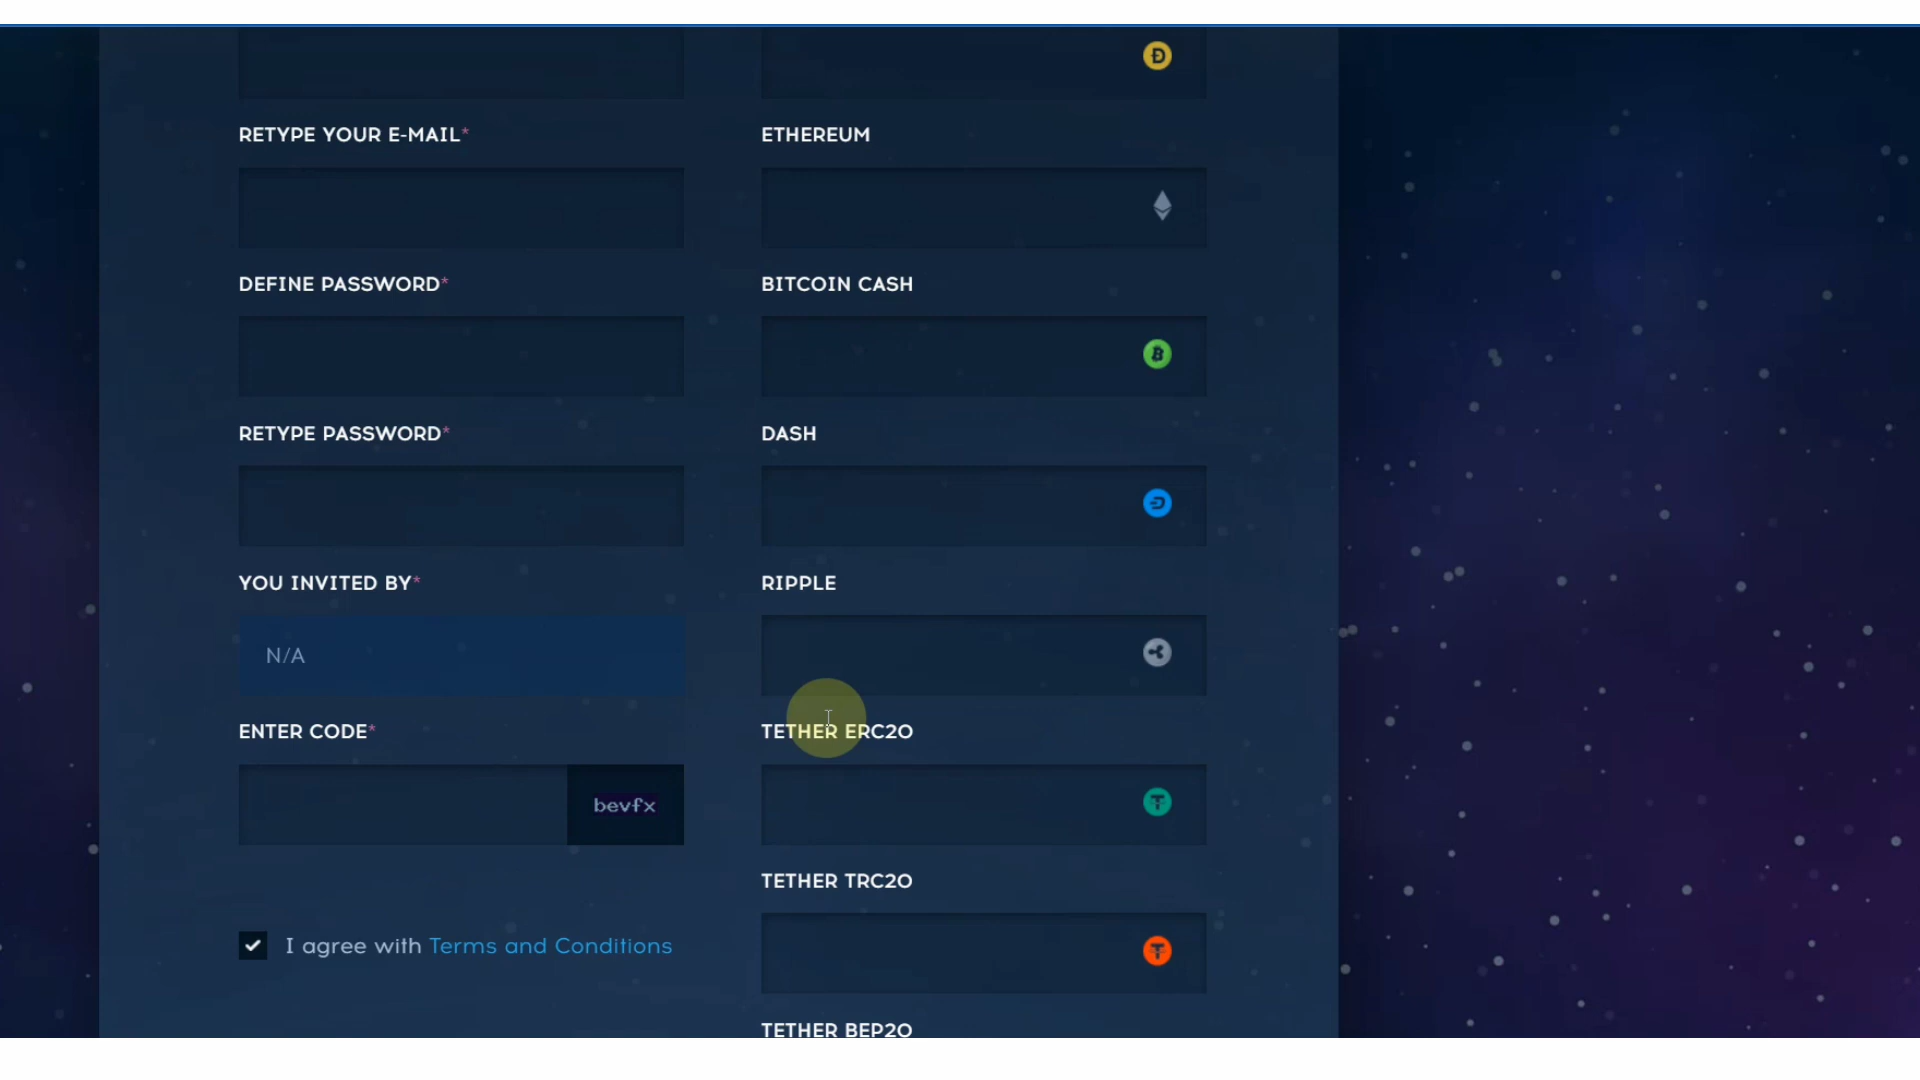 RETYPE YOUR E-MAIL*
DEFINE PASSWORD*
RETYPE PASSWORD*
YOU INVITED BY*
N/A
ENTER CODE*
bevfx
I agree with Terms and Conditions
ETHEREUM
BITCOIN CASH
DASH
RIPPLE
TETHER ERC20
TETHER TRC20
TETHER BEP20